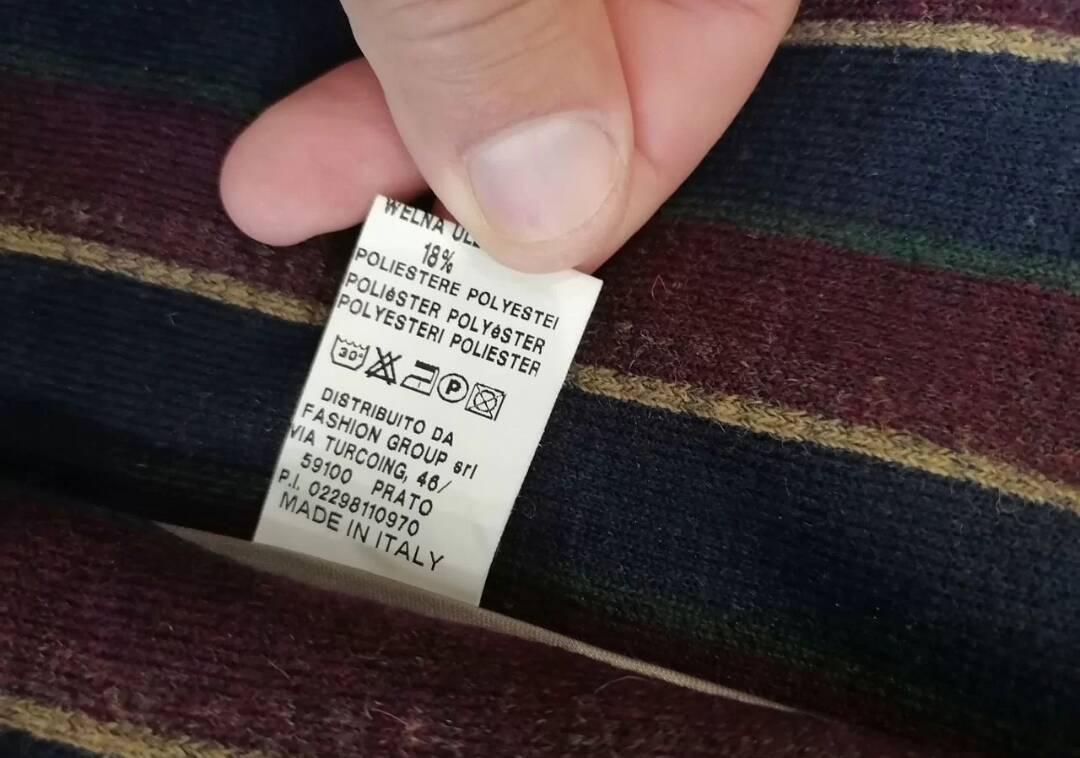 WELNA
18%
POLIESTERE POLYESTEI
POLIéSTER POLYéSTER
POLYESTERI POLIESTER
30° P
DISTRIBUITO DA
FASHION GROUP srl
VIA TURCOING, 46/
59100 PRATO
P.I. 02298110970
MADE IN ITALY